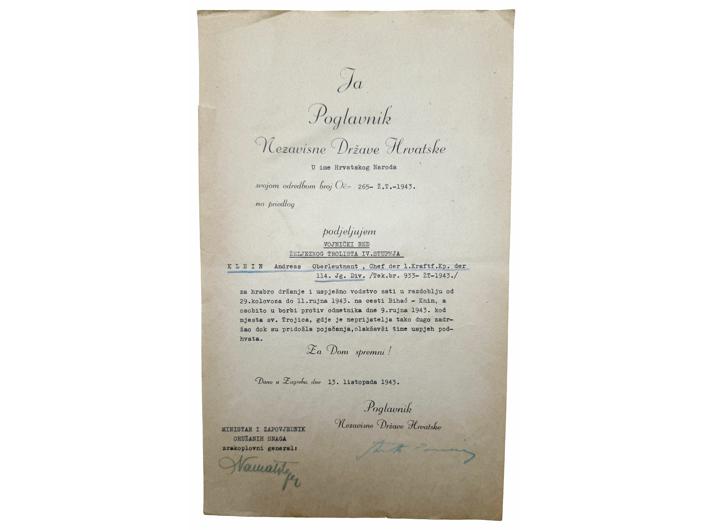 Ja
Poglavnik
Nezavisne Države Hrvatske
U ime Hrvatskog Naroda
svojom odredbom broj Oč- 265- Ž.T.-1943.
na priedlog
podjeljujem
VOJNIČKI RED
ŽELJEZNOG TROLISTA IV.STUPNJA
KLEIN Andreas Oberleutnant , Chef der 1.Kraftf.Kp. der
114. Jg. Div. /Tek.br. 933- ŽT-1943./
za hrabro držanje i uspješno vodstvo sati u razdoblju od
29.kolovoza do 11.rujna 1943. na cesti Bihać - Knin, a
osobito u borbi protiv odmetnika dne 9.rujna 1943. kod
mjesta sv. Trojica, gdje je neprijatelja tako dugo zadr-
žao dok su pridošla pojačanja,olakšavši time uspjeh pod-
hvata.
Za Dom spremni !
Dano u Zagrebu dne 13. listopada 1943.
Poglavnik
Nezavisne Države Hrvatske
MINISTAR I ZAPOVJEDNIK
ORUŽANIH SNAGA
zrakoplovni general: